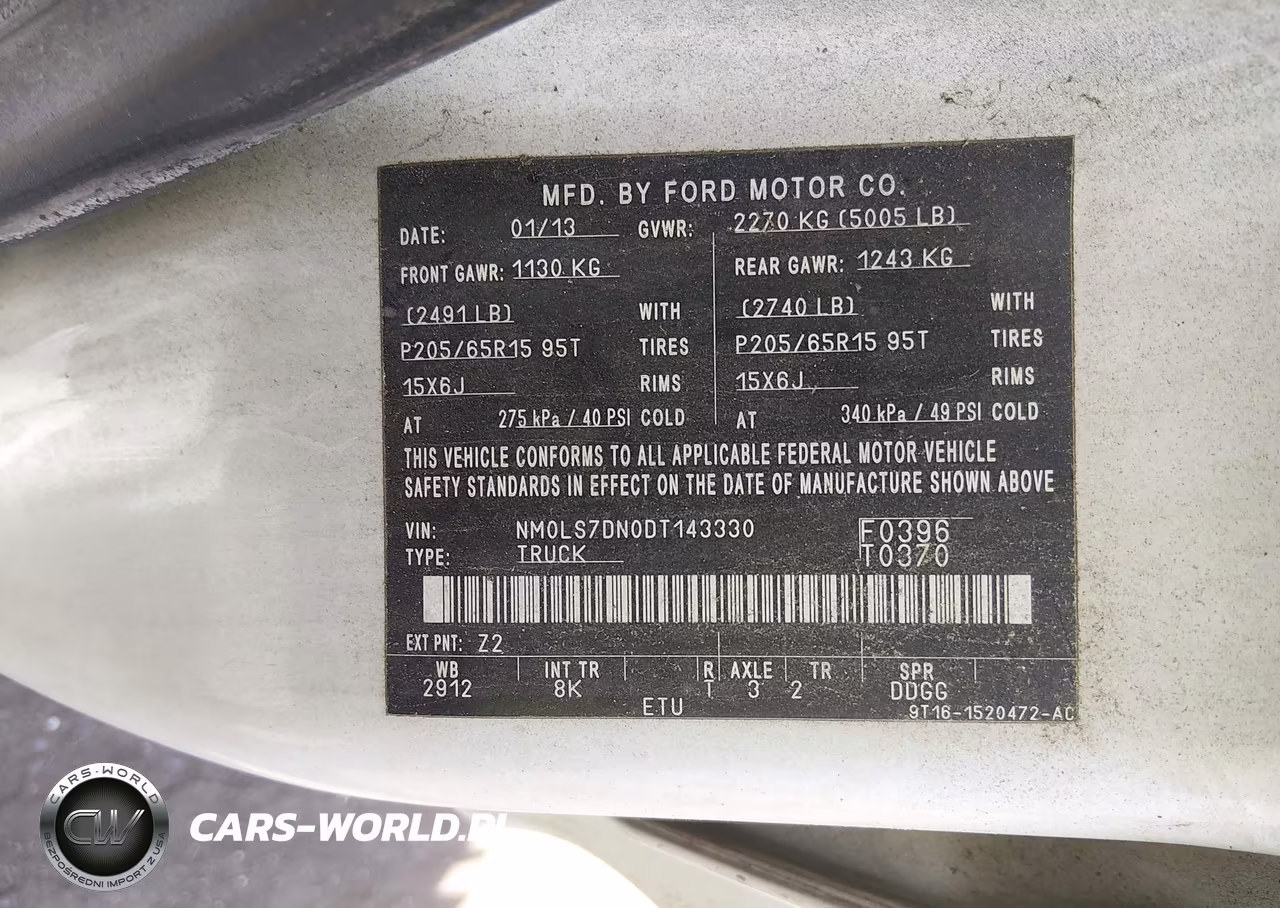 MFD. BY FORD MOTOR CO.
DATE: 01/13 GVWR: 2270 KG (5005 LB)
FRONT GAWR: 1130 KG REAR GAWR: 1243 KG
(2491 LB) WITH (2740 LB) WITH
P205/65R15 95T TIRES P205/65R15 95T TIRES
15X6J RIMS 15X6J RIMS
AT 275 kPa / 40 PSI COLD AT 340 kPa / 49 PSI COLD
THIS VEHICLE CONFORMS TO ALL APPLICABLE FEDERAL MOTOR VEHICLE
SAFETY STANDARDS IN EFFECT ON THE DATE OF MANUFACTURE SHOWN ABOVE
VIN: NM0LS7DN0DT143330 F0396
TYPE: TRUCK T0370
EXT PNT: Z2
WB INT TR R AXLE TR SPR
2912 8K T 3 2 DDGG
ETU 9T16-1520472-AC
CARS-WORLD
CW
BEZPOŚREDNI IMPORT Z USA
CARS-WORLD.PL